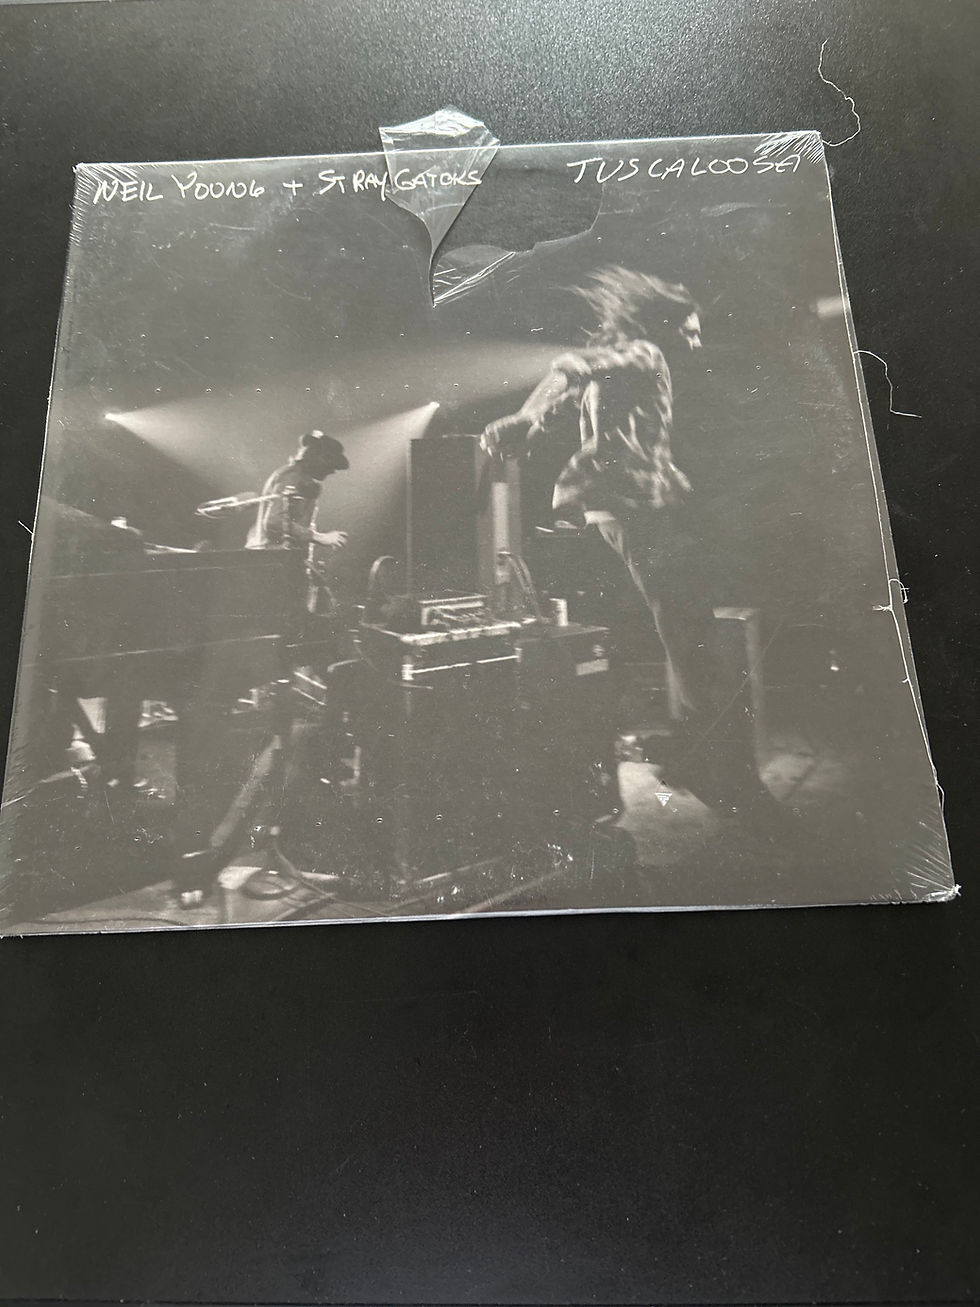 NEIL YOUNG + STRAY GATORS
TUSCALOOSA